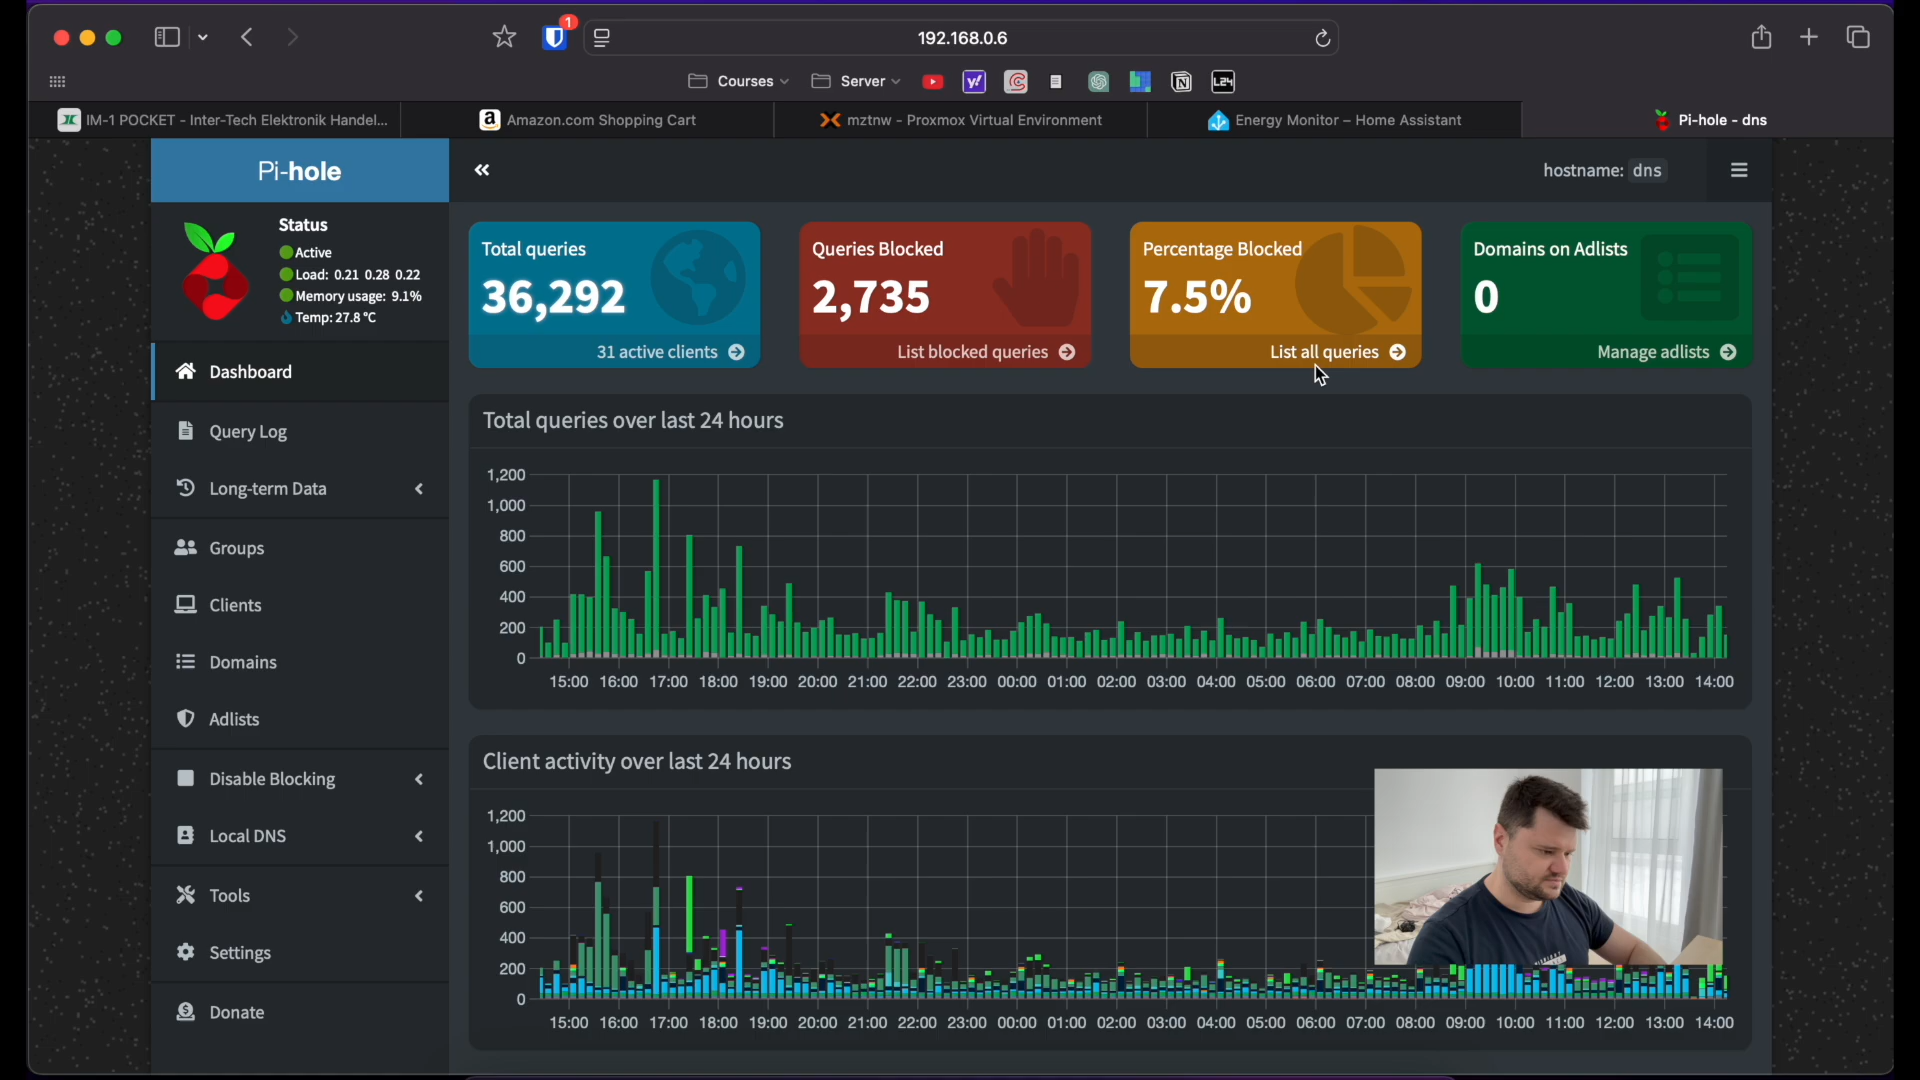 1
192.168.0.6
Courses
Server
y!
L24
IM-1 POCKET - Inter-Tech Elektronik Handel...
a
Amazon.com Shopping Cart
mztnw - Proxmox Virtual Environment
Energy Monitor – Home Assistant
Pi-hole - dns
Pi-hole
hostname: dns
Status
Active
Load: 0.21 0.28 0.22
Memory usage: 9.1%
Temp: 27.8 °C
Dashboard
Query Log
Long-term Data
Groups
Clients
Domains
Adlists
Disable Blocking
Local DNS
Tools
Settings
Donate
Total queries
36,292
31 active clients
Queries Blocked
2,735
List blocked queries
Percentage Blocked
7.5%
List all queries
Domains on Adlists
0
Manage adlists
Total queries over last 24 hours
1,200
1,000
800
600
400
200
0
15:00 16:00 17:00 18:00 19:00 20:00 21:00 22:00 23:00 00:00 01:00 02:00 03:00 04:00 05:00 06:00 07:00 08:00 09:00 10:00 11:00 12:00 13:00 14:00
Client activity over last 24 hours
1,200
1,000
800
600
400
200
0
15:00 16:00 17:00 18:00 19:00 20:00 21:00 22:00 23:00 00:00 01:00 02:00 03:00 04:00 05:00 06:00 07:00 08:00 09:00 10:00 11:00 12:00 13:00 14:00